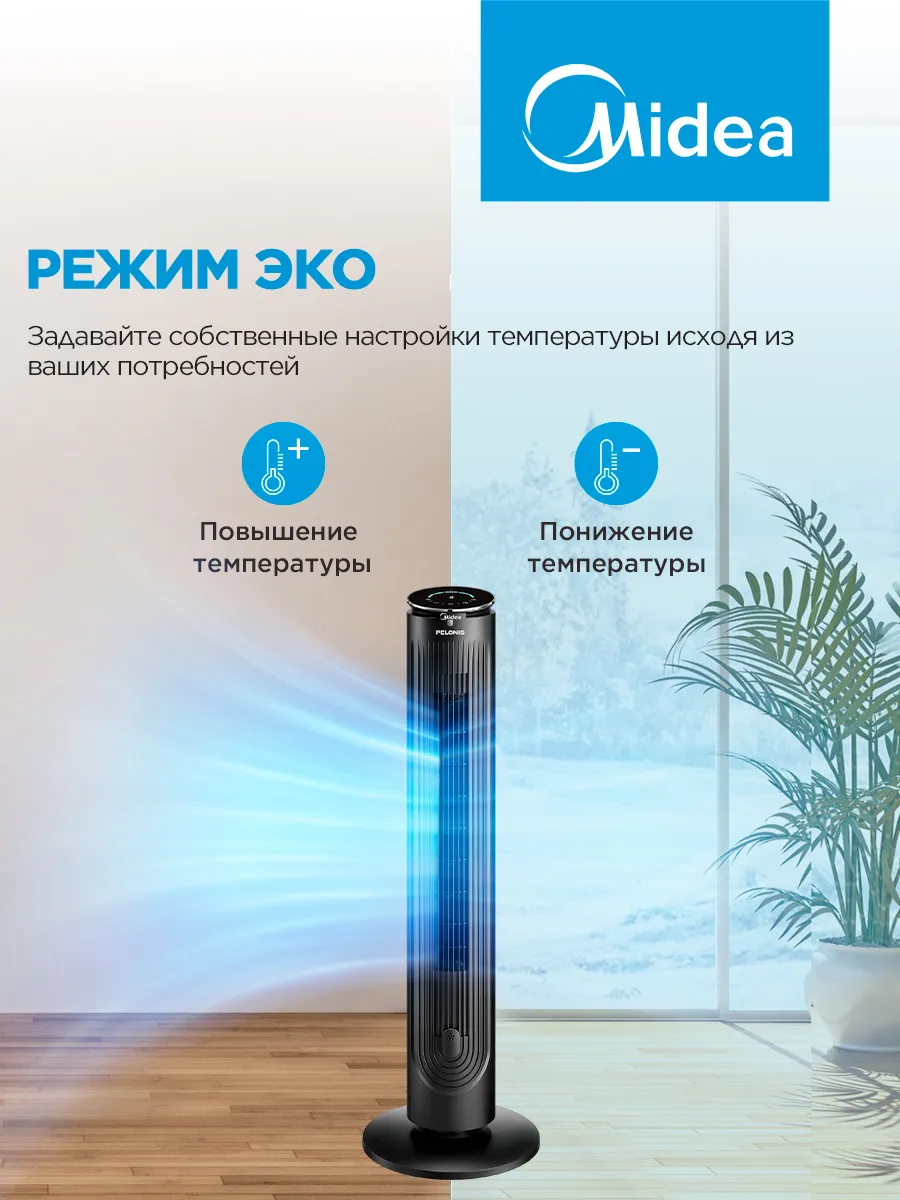 Midea
РЕЖИМ ЭКО
Задавайте собственные настройки температуры исходя из
ваших потребностей
Повышение
температуры
Понижение
температуры
Midea
PELONIS